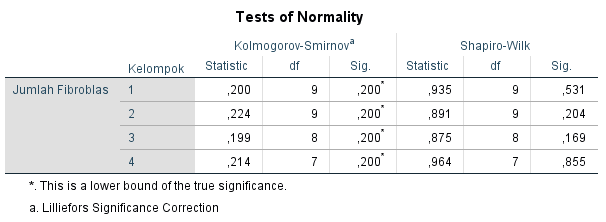 Tests of Normality
Kolmogorov-Smirnovᵃ Shapiro-Wilk
Kelompok Statistic df Sig. Statistic df Sig.
Jumlah Fibroblas 1 ,200 9 ,200* ,935 9 ,531
2 ,224 9 ,200* ,891 9 ,204
3 ,199 8 ,200* ,875 8 ,169
4 ,214 7 ,200* ,964 7 ,855
*. This is a lower bound of the true significance.
a. Lilliefors Significance Correction